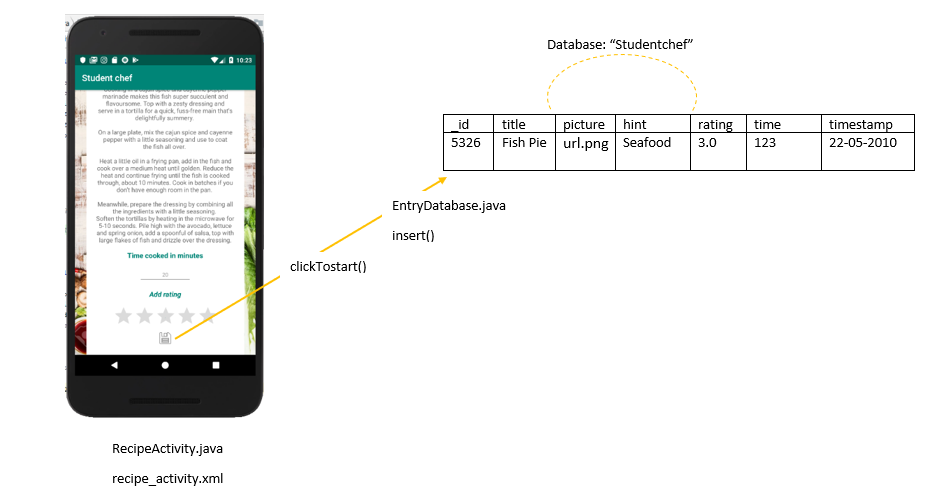 Database: “Studentchef”
10:23
Student chef
marinade makes this fish super succulent and
flavoursome. Top with a zesty dressing and
serve in a tortilla for a quick, fuss-free main that's
delightfully summery.
On a large plate, mix the cajun spice and cayenne
pepper with a little seasoning and use to coat
the fish all over.
Heat a little oil in a frying pan, add in the fish and
cook over a medium heat until golden. Reduce the
heat and continue frying until the fish is cooked
through, about 10 minutes. Cook in batches if you
don't have enough room in the pan.
Meanwhile, prepare the dressing by combining all
the ingredients with a little seasoning.
Soften the tortillas by heating in the microwave for
5-10 seconds. Pile high with the avocado, lettuce
and spring onion, add a spoonful of salsa, top with
large flakes of fish and drizzle over the dressing.
Time cooked in minutes
20
Add rating
_id title picture hint rating time timestamp
5326 Fish Pie url.png Seafood 3.0 123 22-05-2010
EntryDatabase.java
insert()
clickTostart()
RecipeActivity.java
recipe_activity.xml